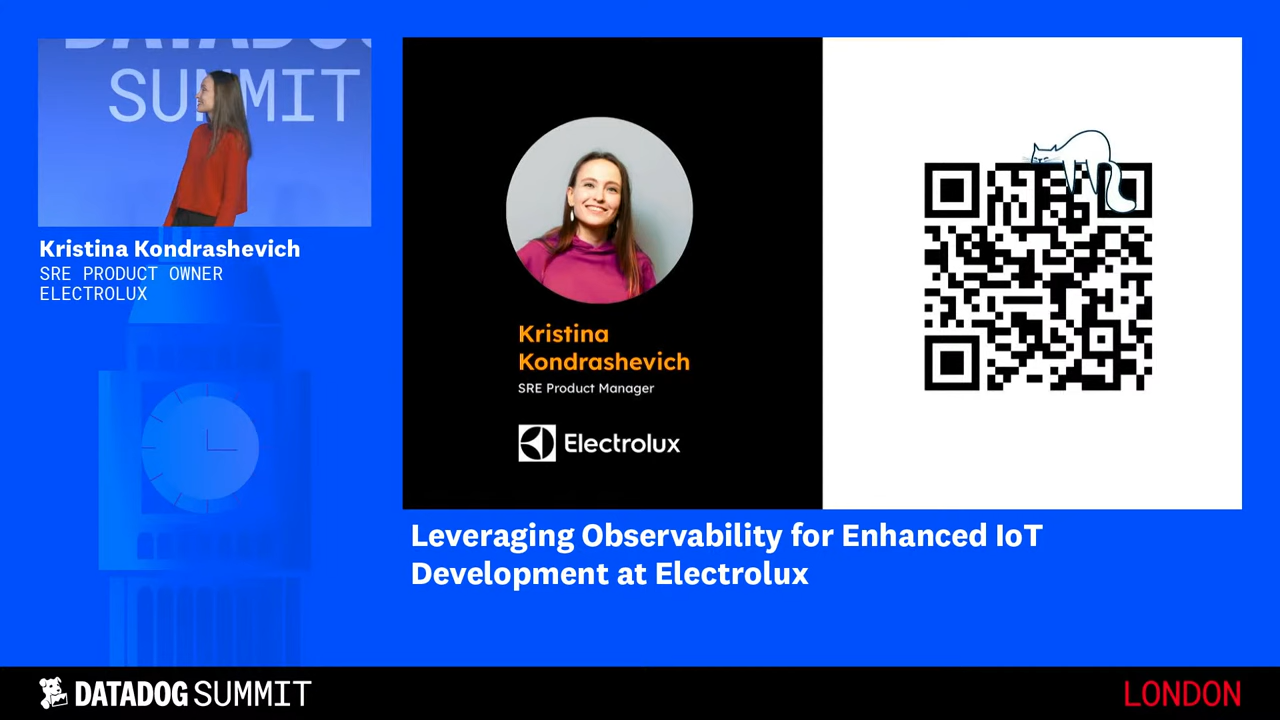 SUMMIT
Kristina Kondrashevich
SRE PRODUCT OWNER
ELECTROLUX
Kristina
Kondrashevich
SRE Product Manager
Electrolux
Leveraging Observability for Enhanced IoT
Development at Electrolux
DATADOG SUMMIT
LONDON